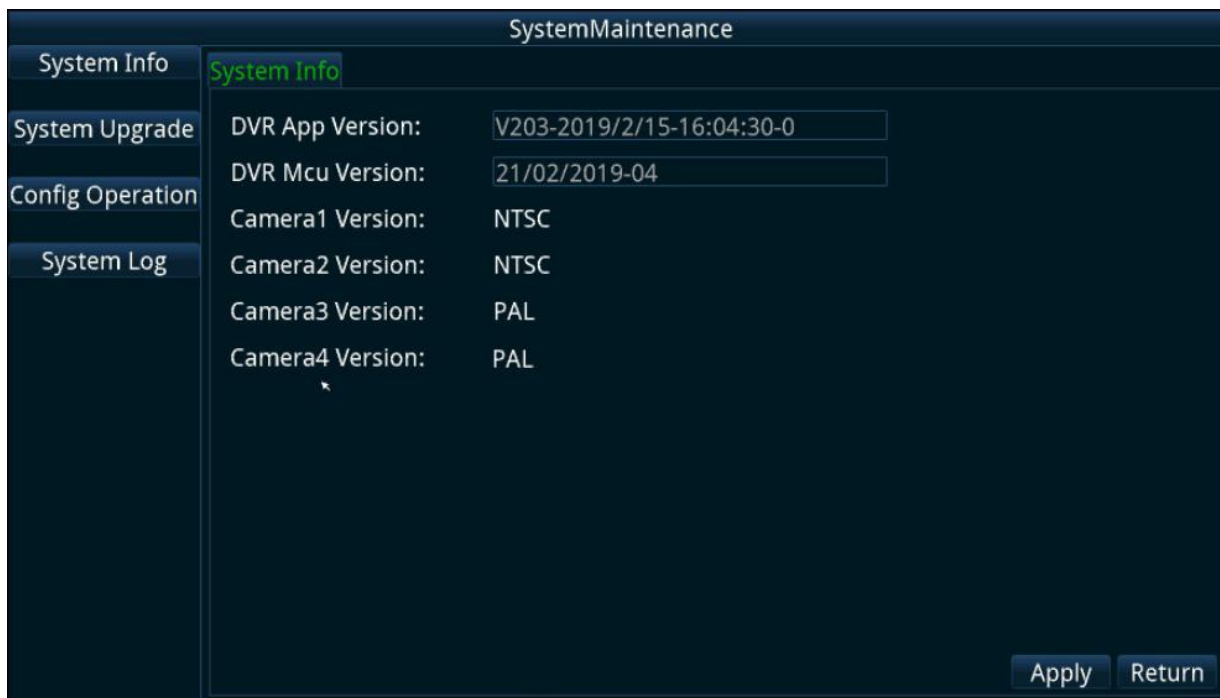 SystemMaintenance
System Info
System Upgrade
Config Operation
System Log
System Info
DVR App Version: V203-2019/2/15-16:04:30-0
DVR Mcu Version: 21/02/2019-04
Camera1 Version: NTSC
Camera2 Version: NTSC
Camera3 Version: PAL
Camera4 Version: PAL
Apply Return